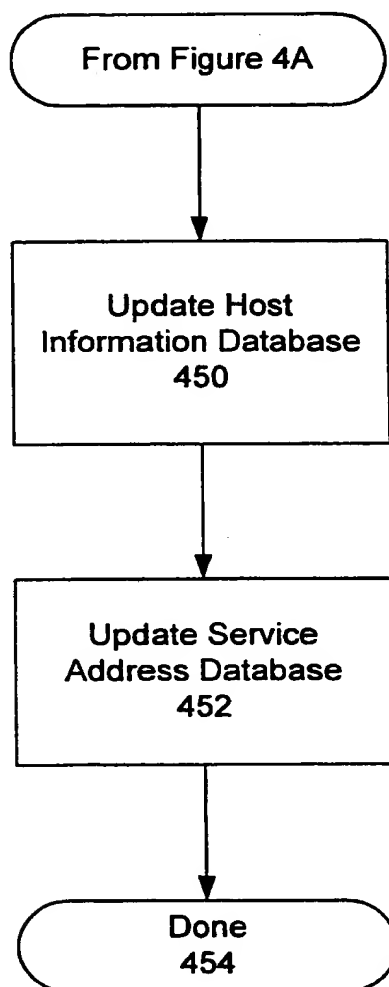 From Figure 4A
Update Host
Information Database
450
Update Service
Address Database
452
Done
454